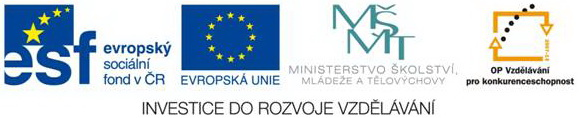 esf
evropský
sociální
fond v ČR
EVROPSKÁ UNIE
MŠMT
MINISTERSTVO ŠKOLSTVÍ,
MLÁDEŽE A TĚLOVÝCHOVY
OP Vzdělávání
pro konkurenceschopnost
INVESTICE DO ROZVOJE VZDĚLÁVÁNÍ